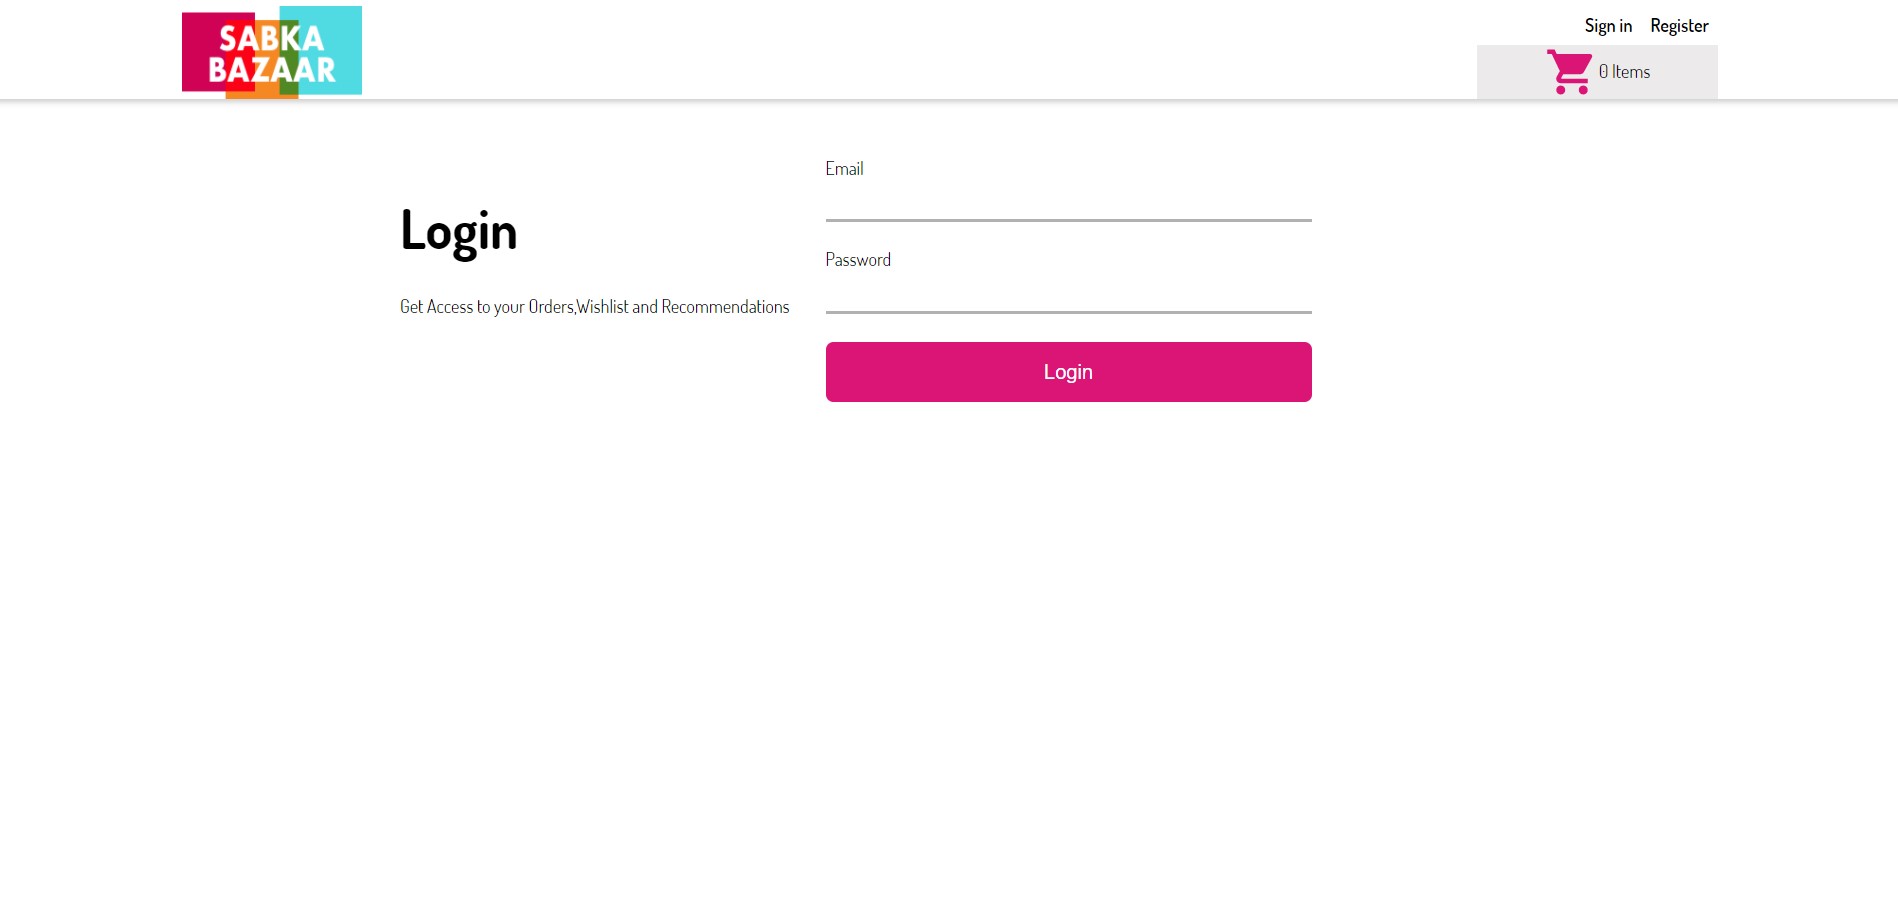 SABKA
BAZAAR
Sign in Register
0 Items
Login
Get Access to your Orders,Wishlist and Recommendations
Email
Password
Login